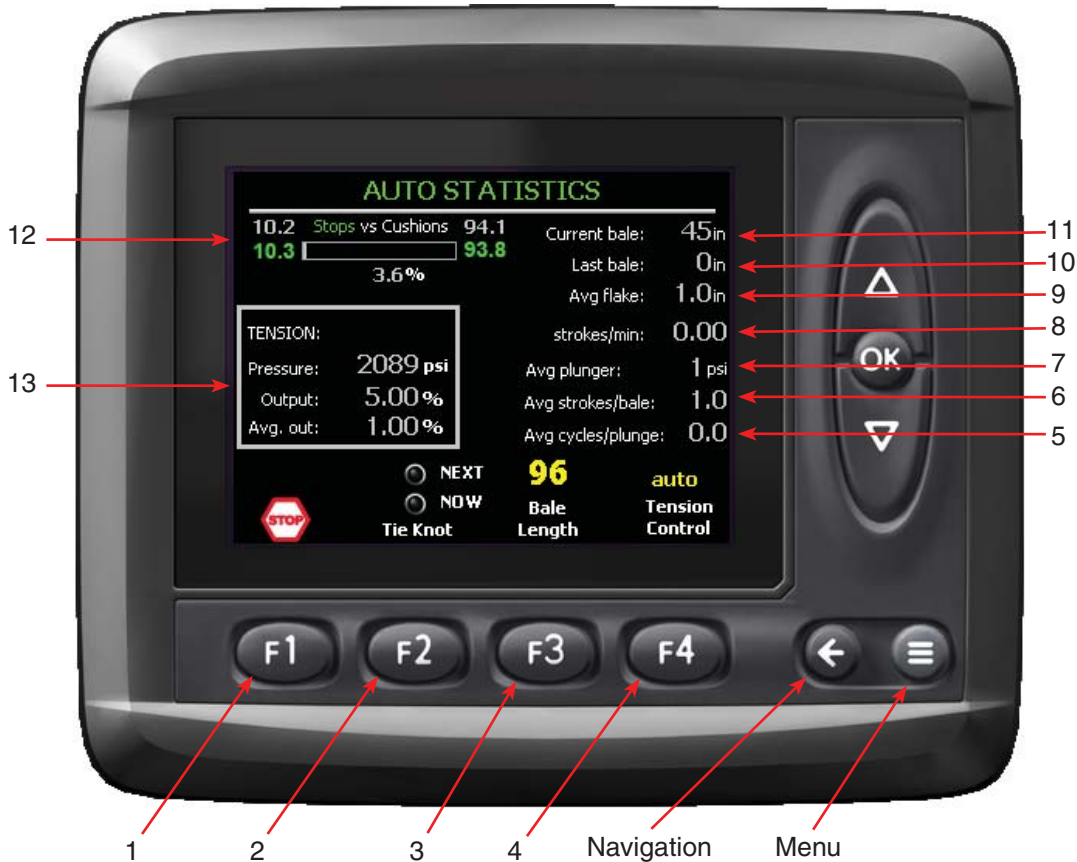 AUTO STATISTICS
10.2 Stops vs Cushions 94.1
10.3 93.8
3.6%
Current bale: 45in
Last bale: 0in
Avg flake: 1.0in
strokes/min: 0.00
Avg plunger: 1 psi
Avg strokes/bale: 1.0
Avg cycles/plunge: 0.0
TENSION:
Pressure: 2089 psi
Output: 5.00%
Avg. out: 1.00%
STOP
NEXT
NOW
Tie Knot
96
Bale
Length
auto
Tension
Control
OK
F1 F2 F3 F4
12
13
11
10
9
8
7
6
5
1 2 3 4 Navigation Menu